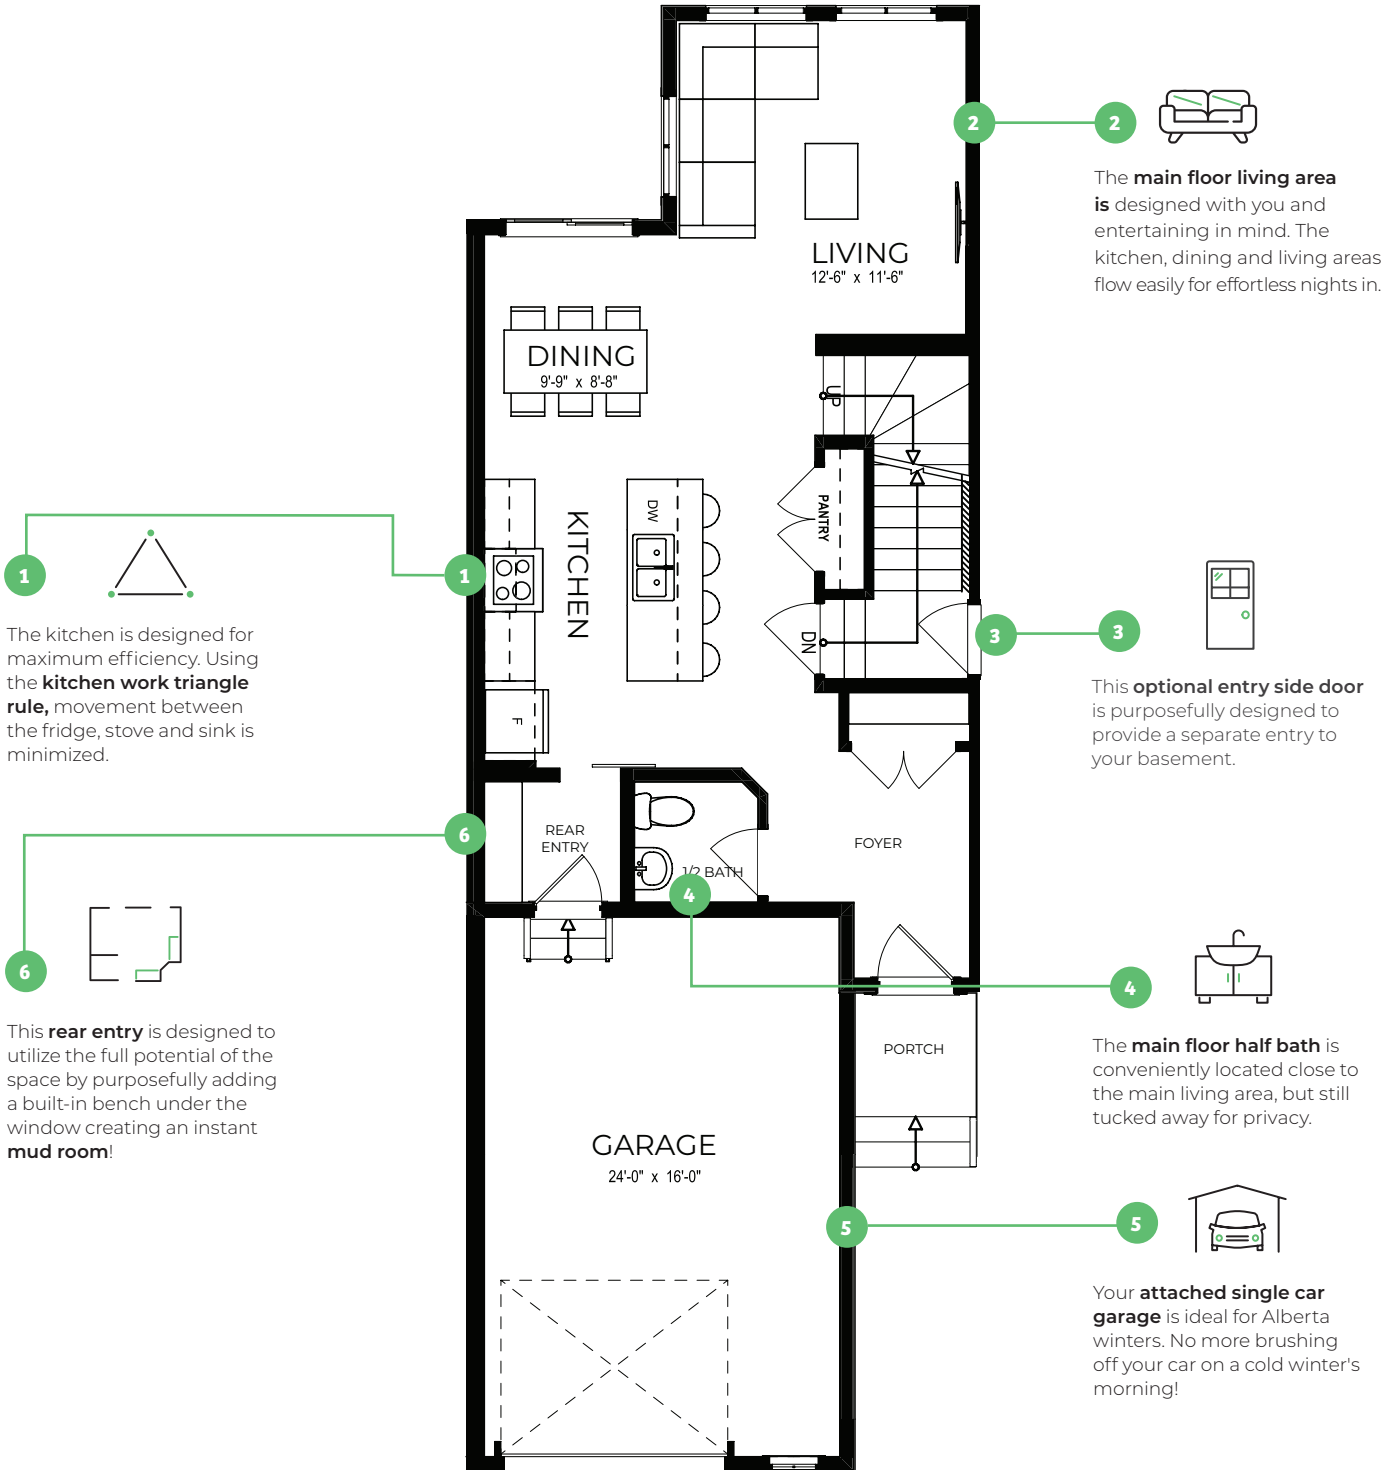 LIVING
12'-6" x 11'-6"
DINING
9'-9" x 8'-8"
UP
PANTRY
KITCHEN
DW
DN
F
REAR
ENTRY
1/2 BATH
FOYER
PORTCH
GARAGE
24'-0" x 16'-0"
1
1
The kitchen is designed for
maximum efficiency. Using
the kitchen work triangle
rule, movement between
the fridge, stove and sink is
minimized.
2
2
The main floor living area
is designed with you and
entertaining in mind. The
kitchen, dining and living areas
flow easily for effortless nights in.
3
3
This optional entry side door
is purposefully designed to
provide a separate entry to
your basement.
4
4
The main floor half bath is
conveniently located close to
the main living area, but still
tucked away for privacy.
5
5
Your attached single car
garage is ideal for Alberta
winters. No more brushing
off your car on a cold winter's
morning!
6
6
This rear entry is designed to
utilize the full potential of the
space by purposefully adding
a built-in bench under the
window creating an instant
mud room!